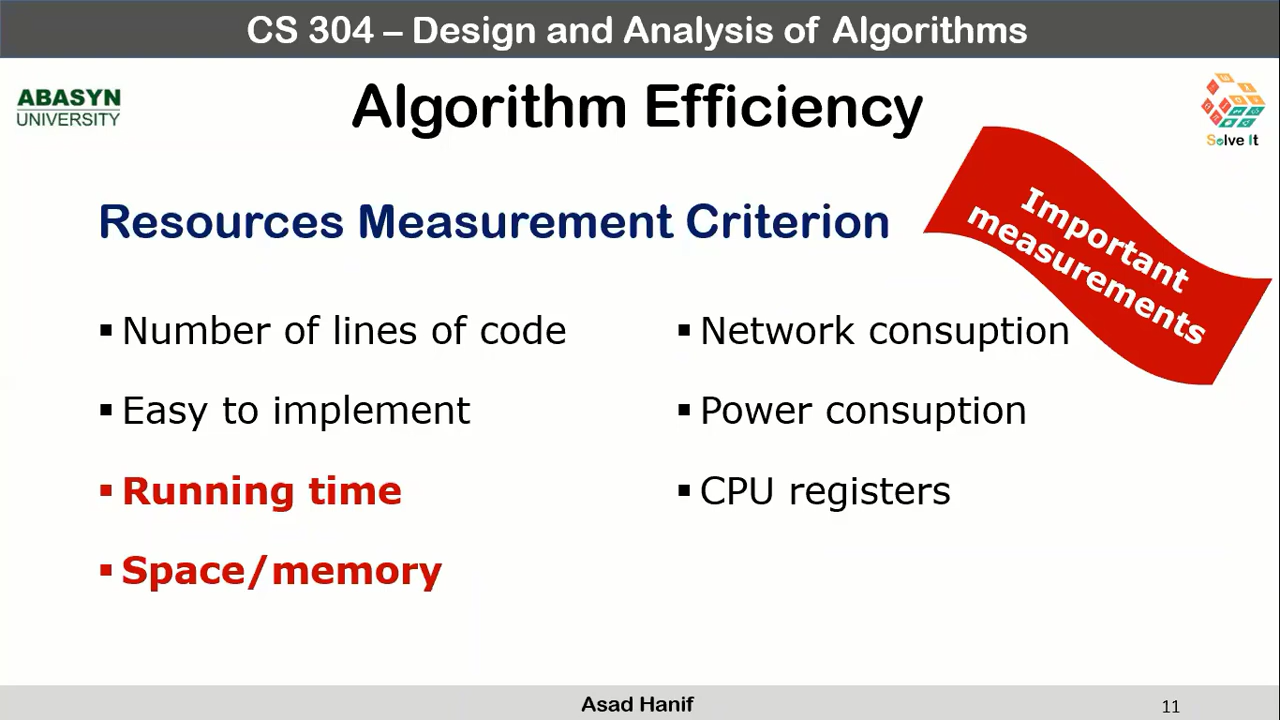 CS 304 – Design and Analysis of Algorithms
ABASYN
UNIVERSITY
Algorithm Efficiency
Solve It
Important
measurements
Resources Measurement Criterion
▪ Number of lines of code
▪ Easy to implement
▪ Running time
▪ Space/memory
▪ Network consuption
▪ Power consuption
▪ CPU registers
Asad Hanif
11